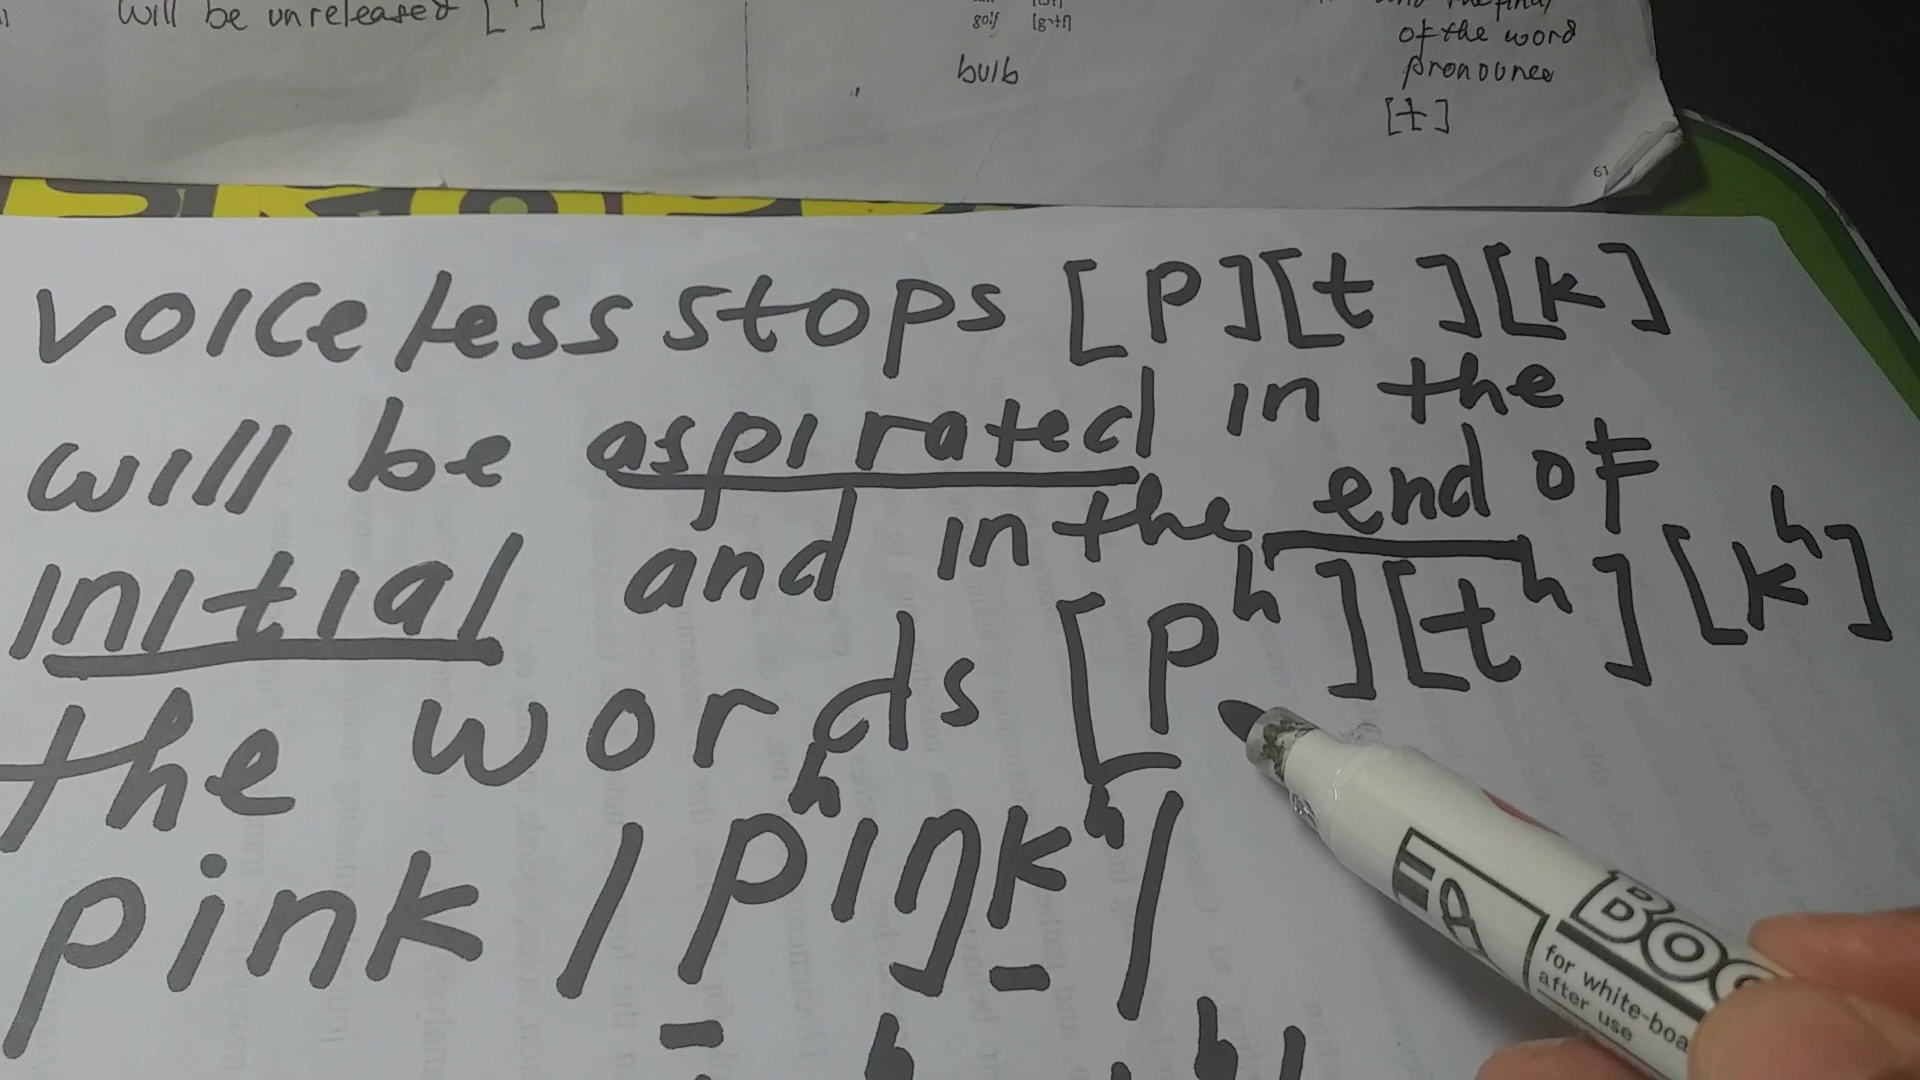 will be unreleased [ ̚ ]
golf
bulb
of the word
pronounce
[ɫ]
61
voiceless stops [p][t][k]
will be aspirated in the
initial and in the end of
the words [pʰ][tʰ][kʰ]
pink /pʰɪŋkʰ/
BOO
for white-boa
after use